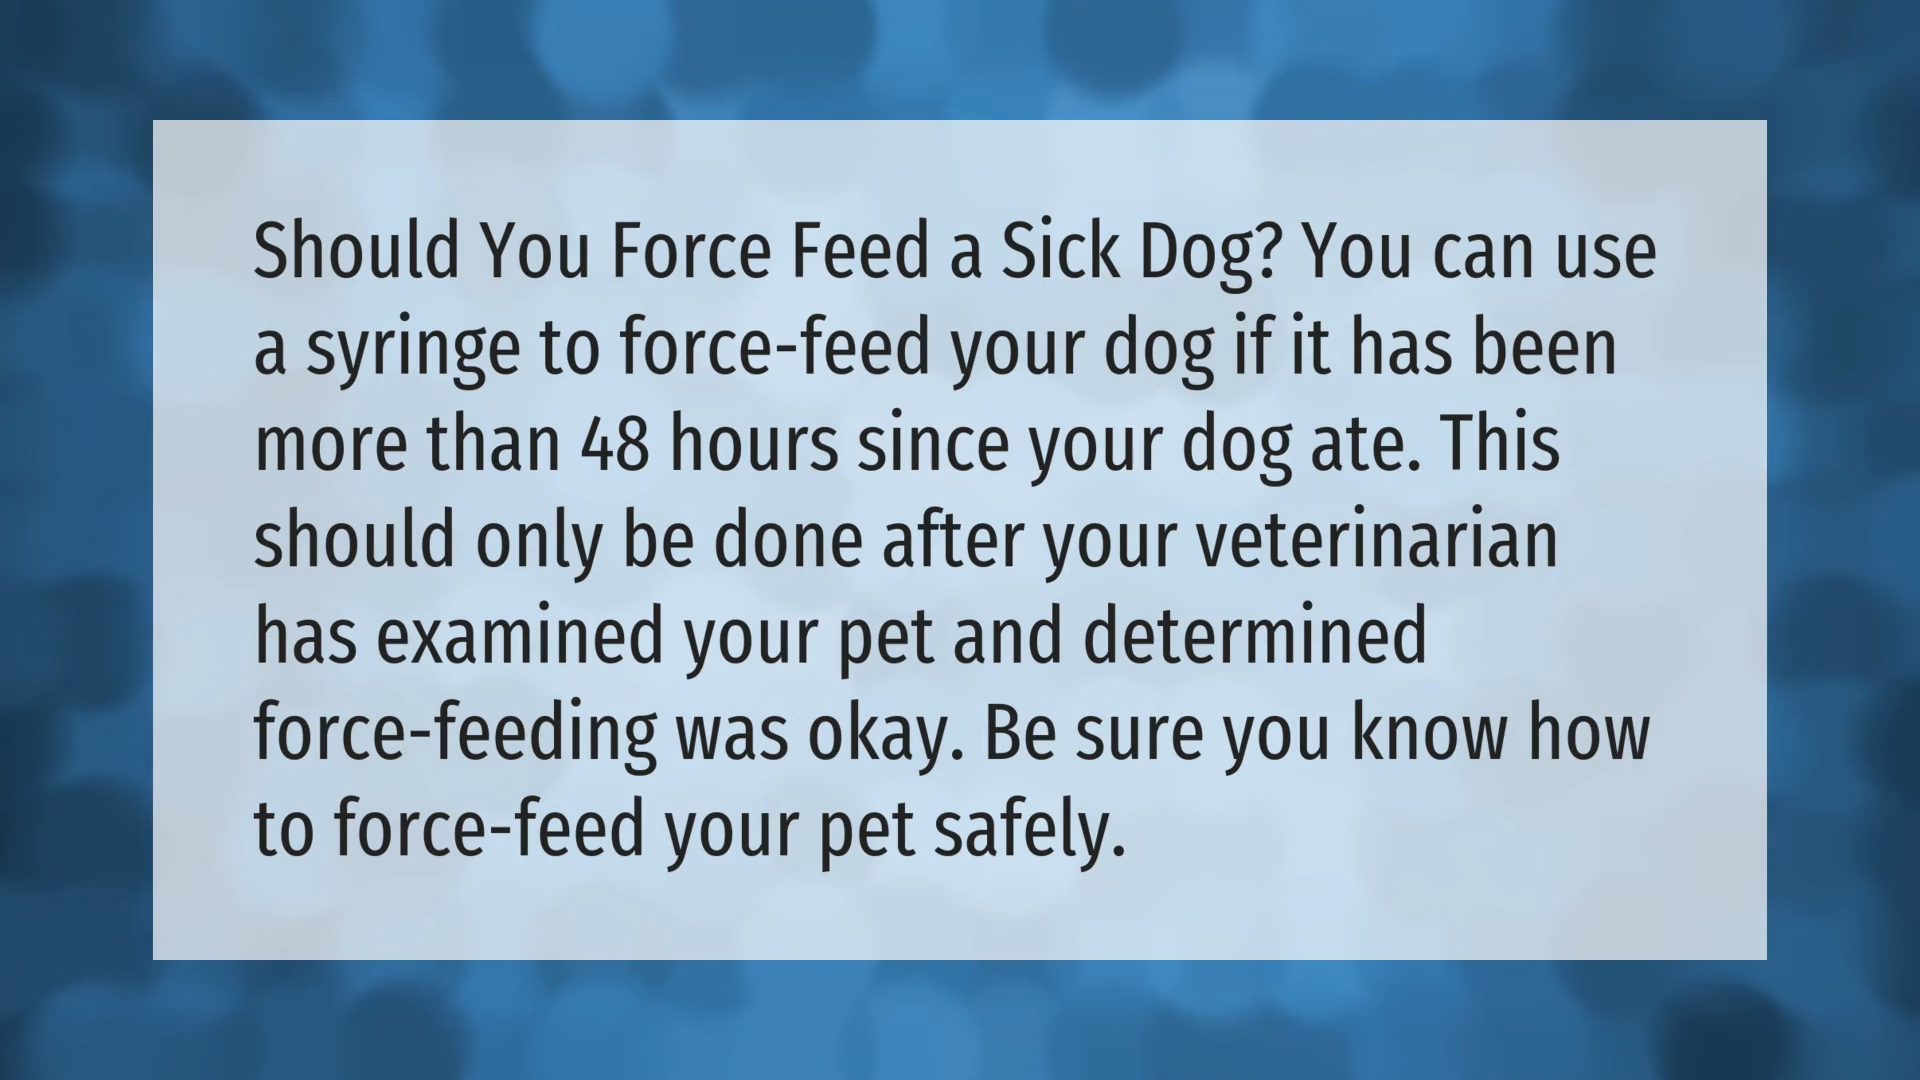 Should You Force Feed a Sick Dog? You can use
a syringe to force-feed your dog if it has been
more than 48 hours since your dog ate. This
should only be done after your veterinarian
has examined your pet and determined
force-feeding was okay. Be sure you know how
to force-feed your pet safely.